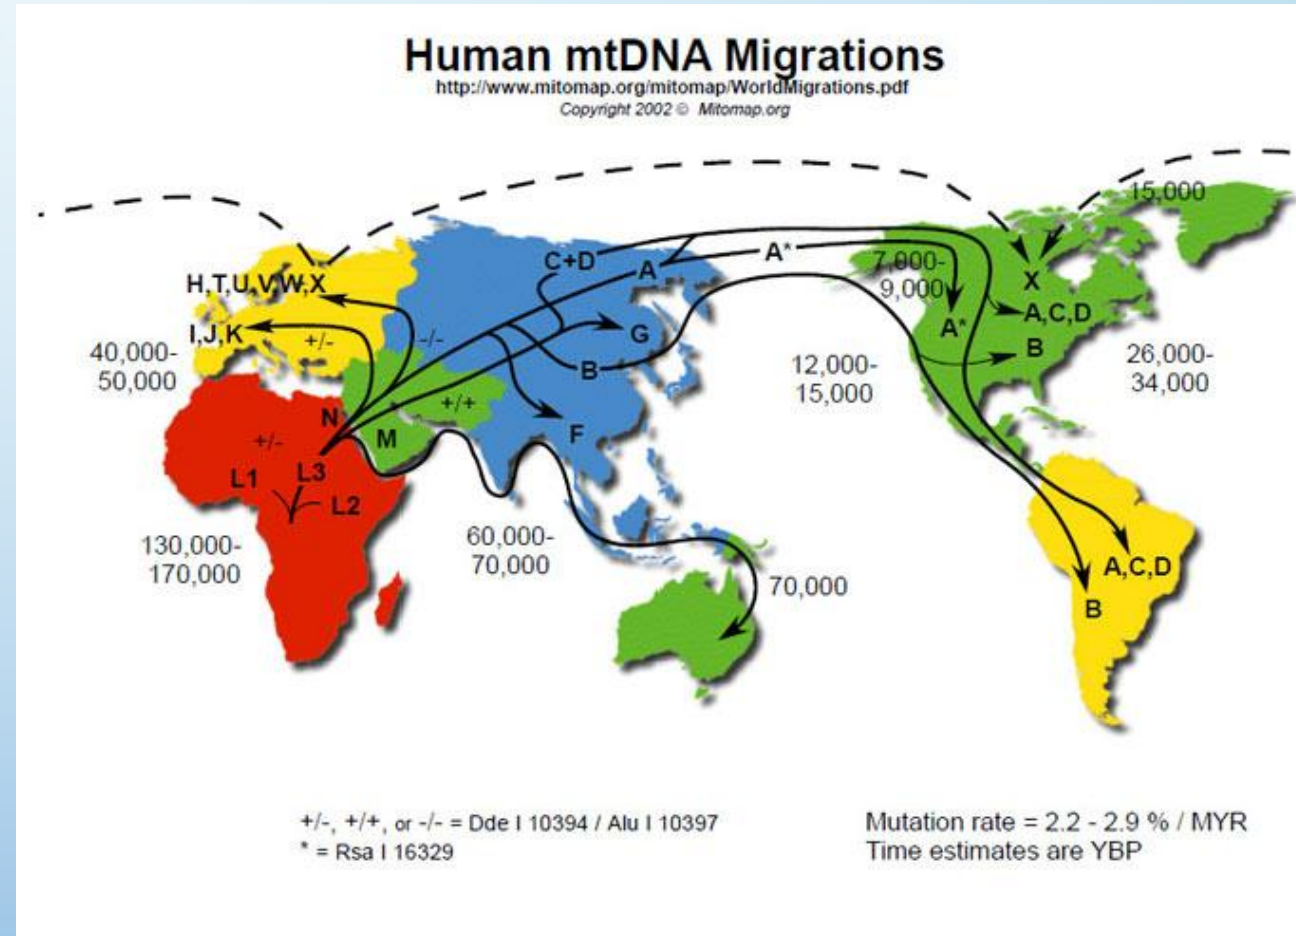 Human mtDNA Migrations
http://www.mitomap.org/mitomap/WorldMigrations.pdf
Copyright 2002 © Mitomap.org
15,000
C+D
A
A*
7,000-
9,000
X
H,T,U,V,W,X
A,C,D
I,J,K
+/-
-/-
G
A*
B
40,000-
50,000
B
12,000-
15,000
26,000-
34,000
N
+/+
M
F
+/-
L1
L3
L2
130,000-
170,000
60,000-
70,000
70,000
A,C,D
B
+/-, +/+, or -/- = Dde I 10394 / Alu I 10397
* = Rsa I 16329
Mutation rate = 2.2 - 2.9 % / MYR
Time estimates are YBP